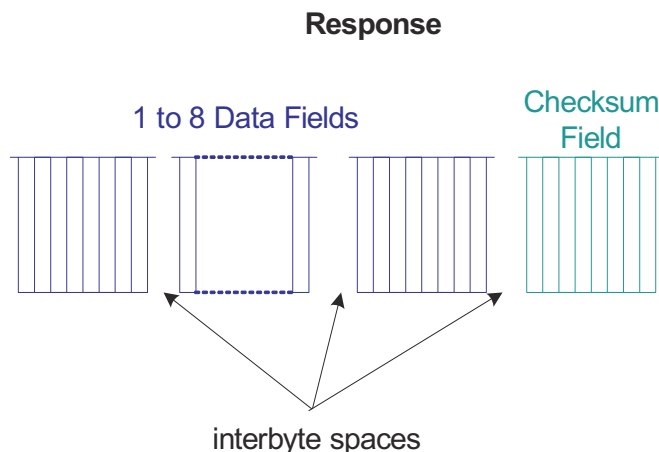 Response
1 to 8 Data Fields
Checksum
Field
interbyte spaces